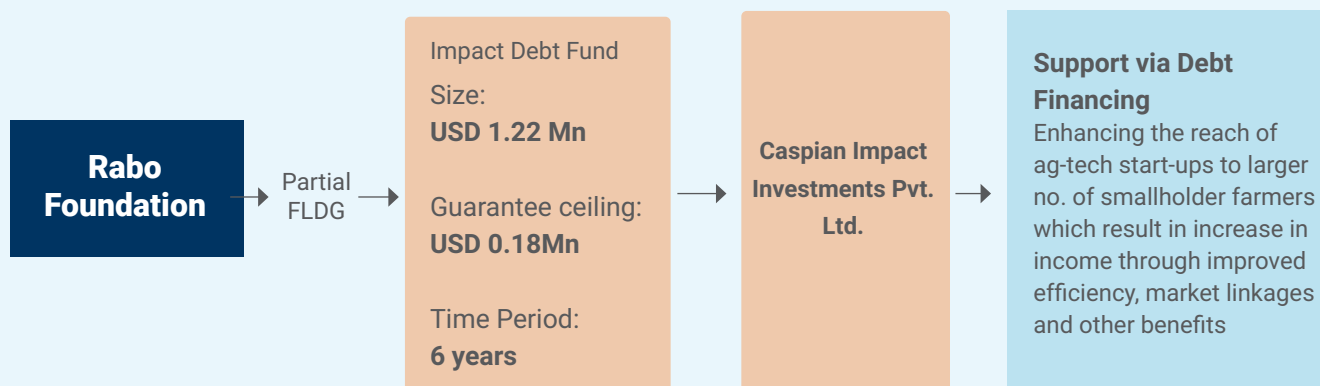 Rabo
Foundation
Partial
FLDG
Impact Debt Fund
Size:
USD 1.22 Mn
Guarantee ceiling:
USD 0.18Mn
Time Period:
6 years
Caspian Impact
Investments Pvt.
Ltd.
Support via Debt
Financing
Enhancing the reach of
ag-tech start-ups to larger
no. of smallholder farmers
which result in increase in
income through improved
efficiency, market linkages
and other benefits